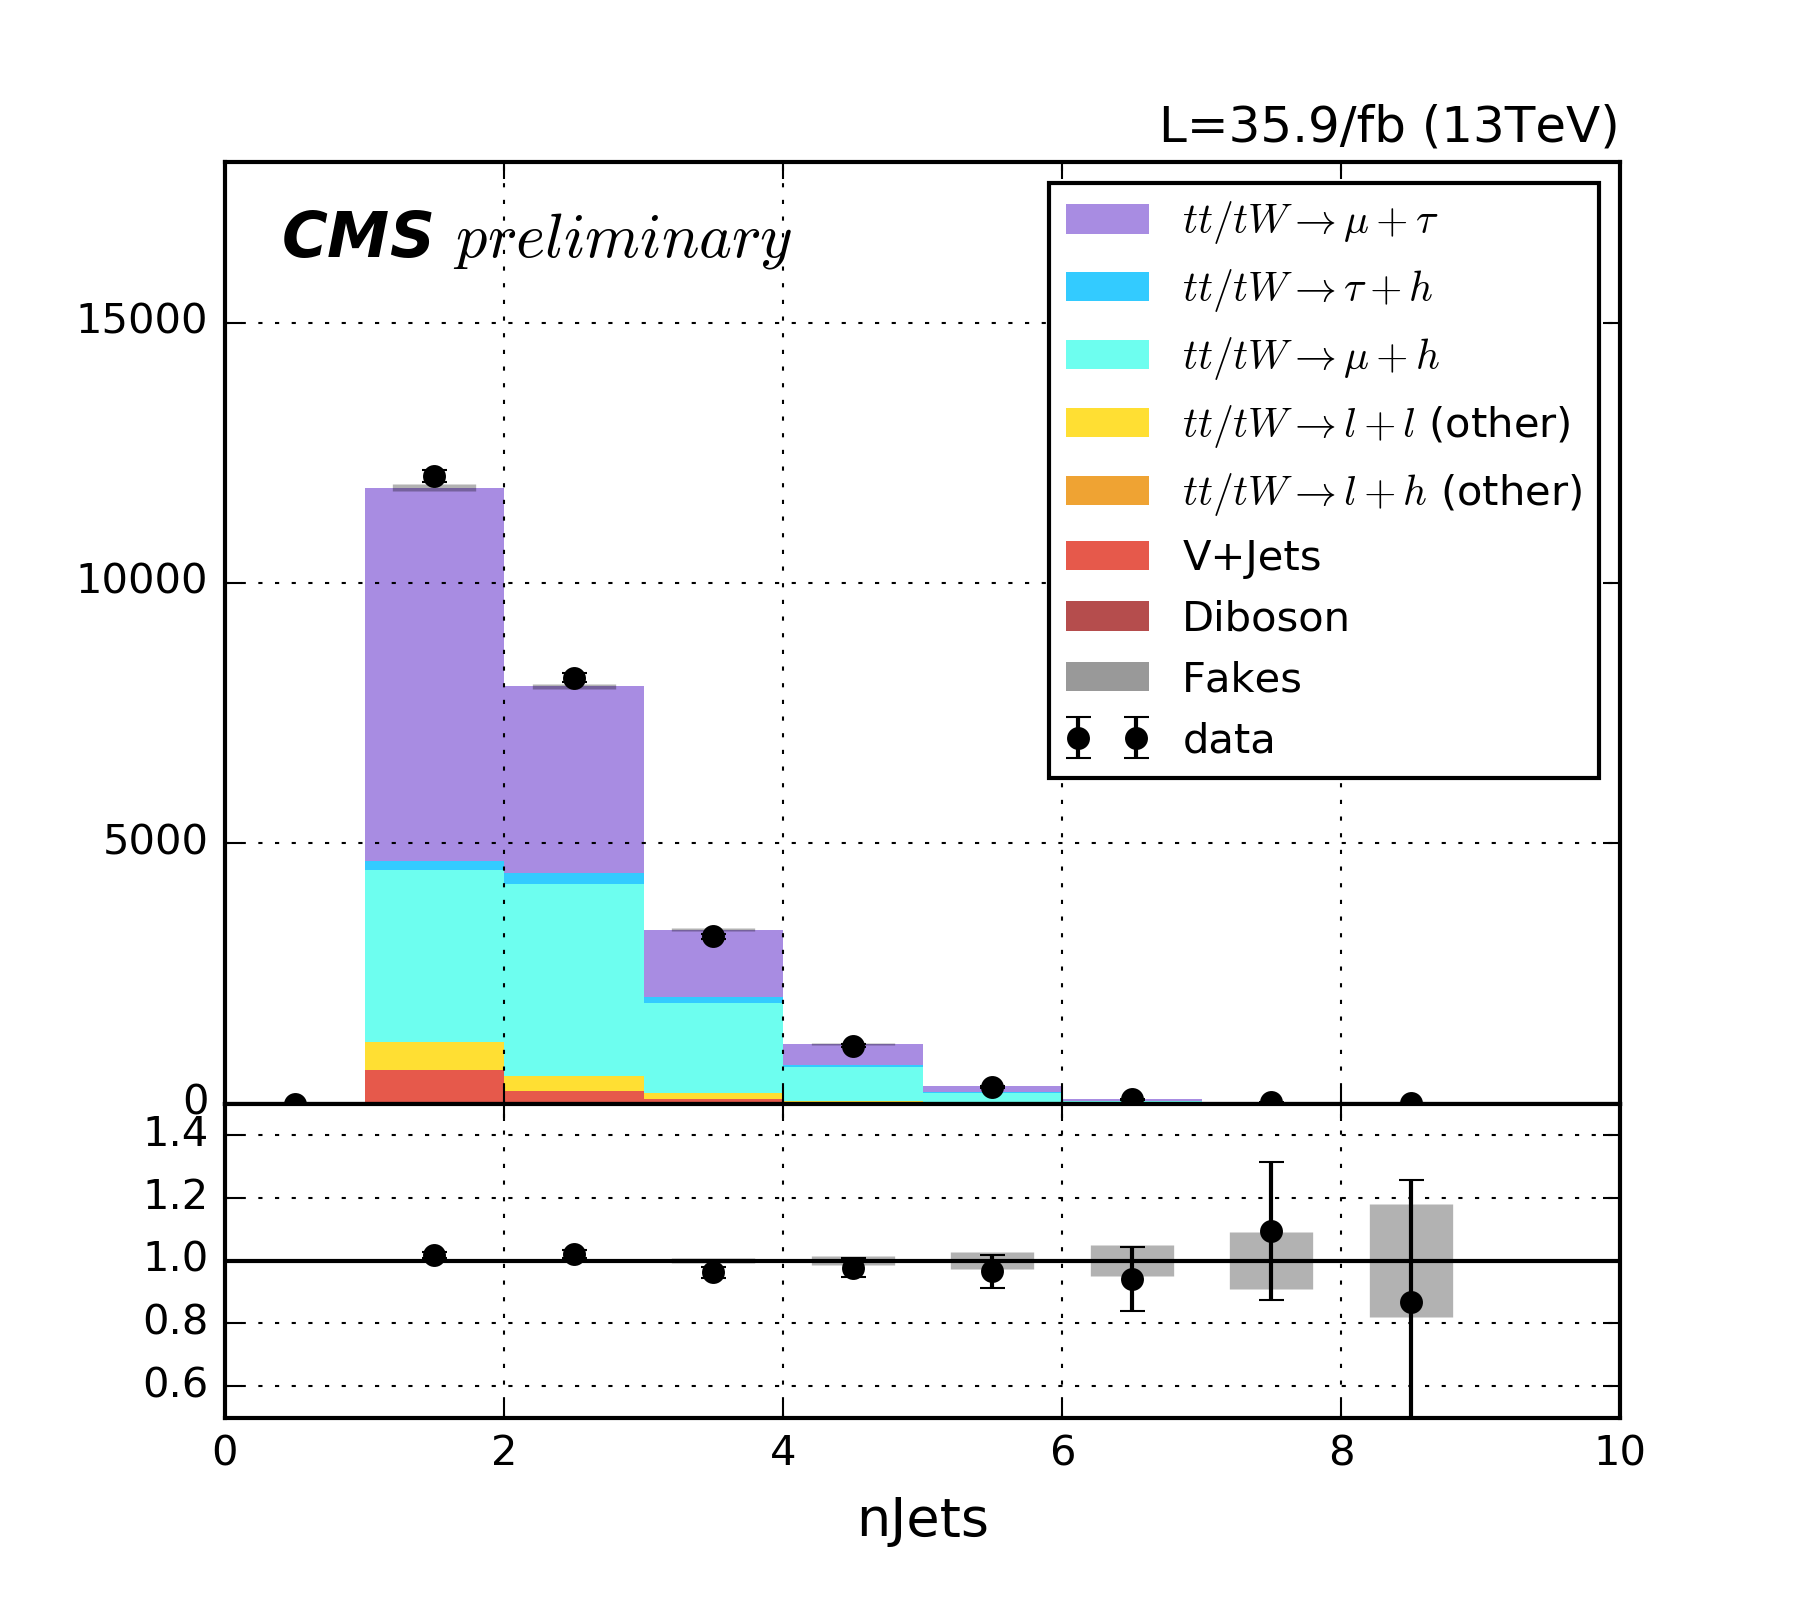 L=35.9/fb (13TeV)
CMS preliminary
tt/tW → μ + τ
tt/tW → τ + h
tt/tW → μ + h
tt/tW → l + l (other)
tt/tW → l + h (other)
V+Jets
Diboson
Fakes
data
15000
10000
5000
0
1.4
1.2
1.0
0.8
0.6
0 2 4 6 8 10
nJets